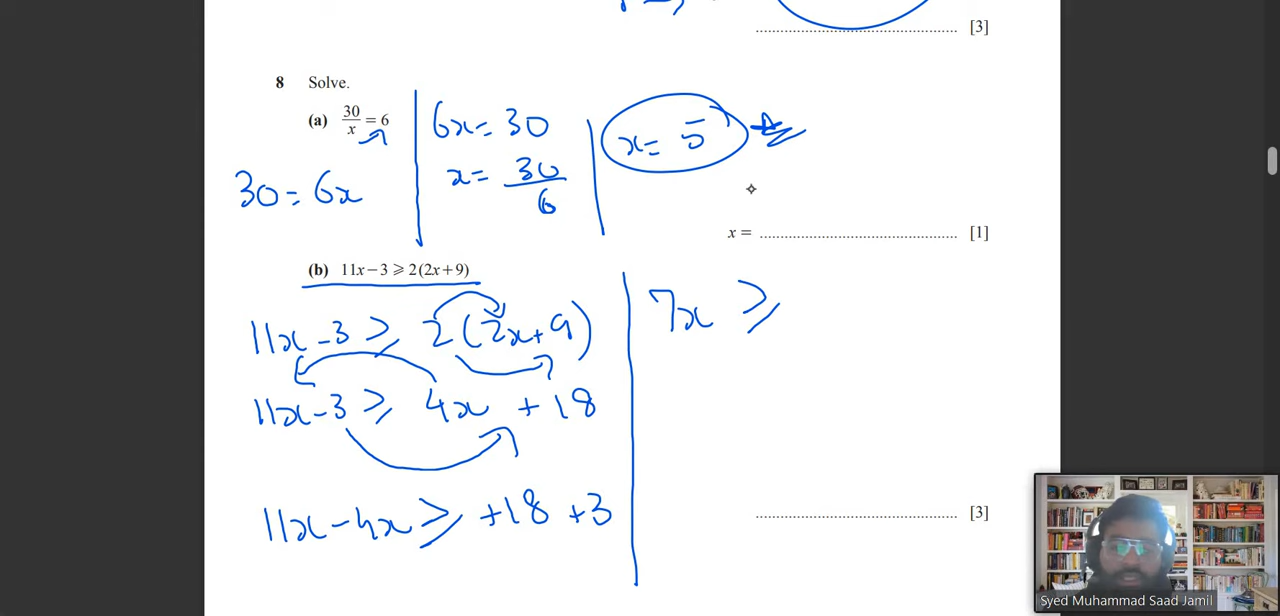 [3]
8 Solve.
(a) 30/x = 6
6x = 30
x = 5
30 = 6x
x = 30/6
x = ........ [1]
(b) 11x − 3 ⩾ 2(2x + 9)
11x - 3 ⩾ 2(2x + 9)
7x ⩾
11x - 3 ⩾ 4x + 18
11x - 4x ⩾ +18 +3
[3]
Syed Muhammad Saad Jamil